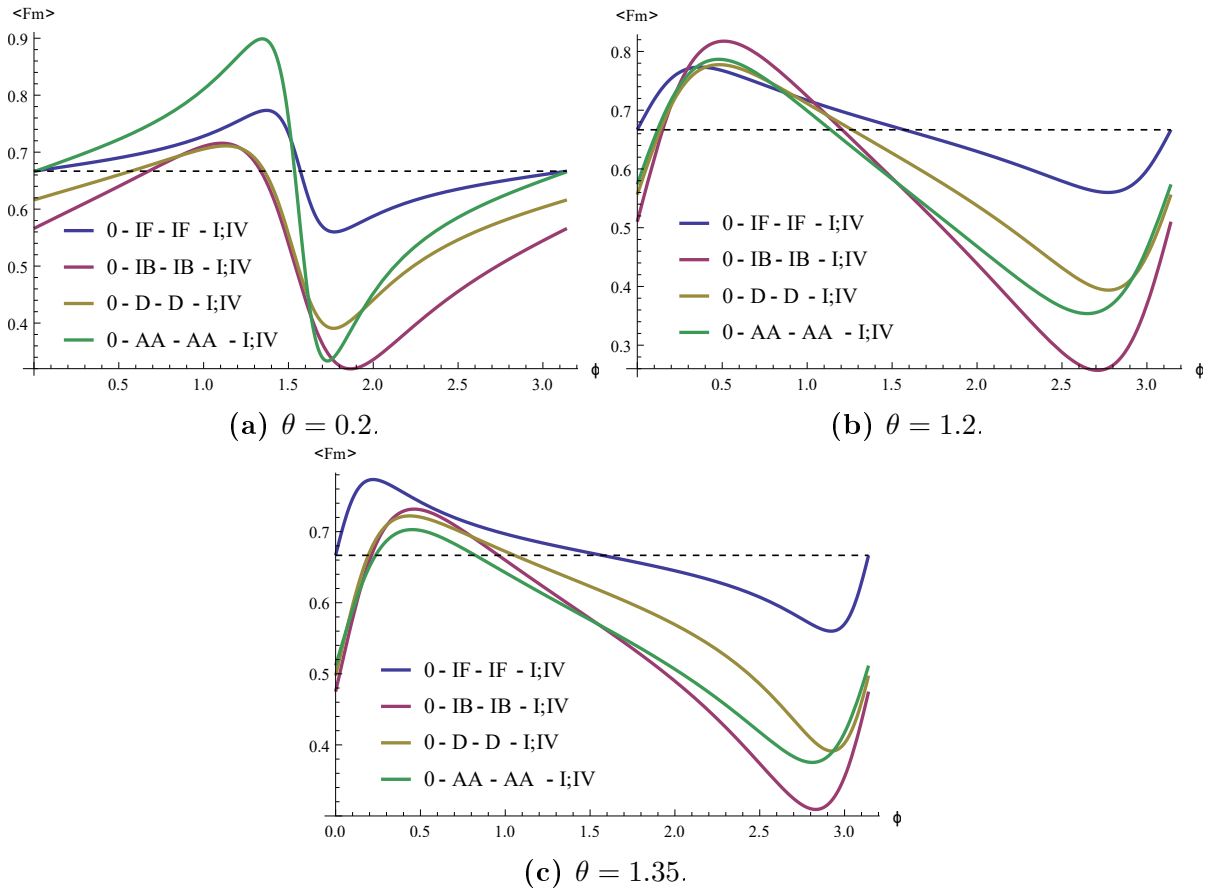 <Fm>
0.9
0.8
0.7
0.6
0.5
0.4
0 - IF - IF - I;IV
0 - IB - IB - I;IV
0 - D - D - I;IV
0 - AA - AA - I;IV
0.5 1.0 1.5 2.0 2.5 3.0 ϕ
(a) θ = 0.2.
<Fm>
0.8
0.7
0.6
0.5
0.4
0.3
0 - IF - IF - I;IV
0 - IB - IB - I;IV
0 - D - D - I;IV
0 - AA - AA - I;IV
0.5 1.0 1.5 2.0 2.5 3.0 ϕ
(b) θ = 1.2.
<Fm>
0.7
0.6
0.5
0.4
0 - IF - IF - I;IV
0 - IB - IB - I;IV
0 - D - D - I;IV
0 - AA - AA - I;IV
0.0 0.5 1.0 1.5 2.0 2.5 3.0 ϕ
(c) θ = 1.35.